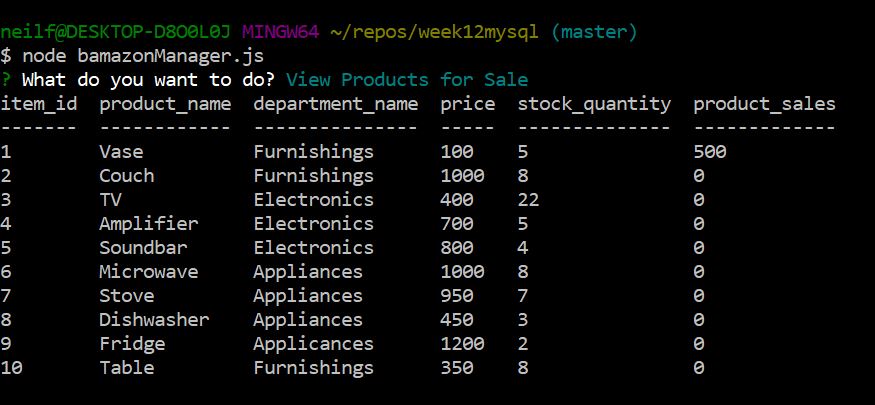 neilf@DESKTOP-D8O0L0J MINGW64 ~/repos/week12mysql (master)
$ node bamazonManager.js
? What do you want to do? View Products for Sale
item_id  product_name  department_name  price  stock_quantity  product_sales
-------  ------------  ---------------  -----  --------------  -------------
1        Vase          Furnishings      100    5               500
2        Couch         Furnishings      1000   8               0
3        TV            Electronics      400    22              0
4        Amplifier     Electronics      700    5               0
5        Soundbar      Electronics      800    4               0
6        Microwave     Appliances       1000   8               0
7        Stove         Appliances       950    7               0
8        Dishwasher    Appliances       450    3               0
9        Fridge        Applicances      1200   2               0
10       Table         Furnishings      350    8               0